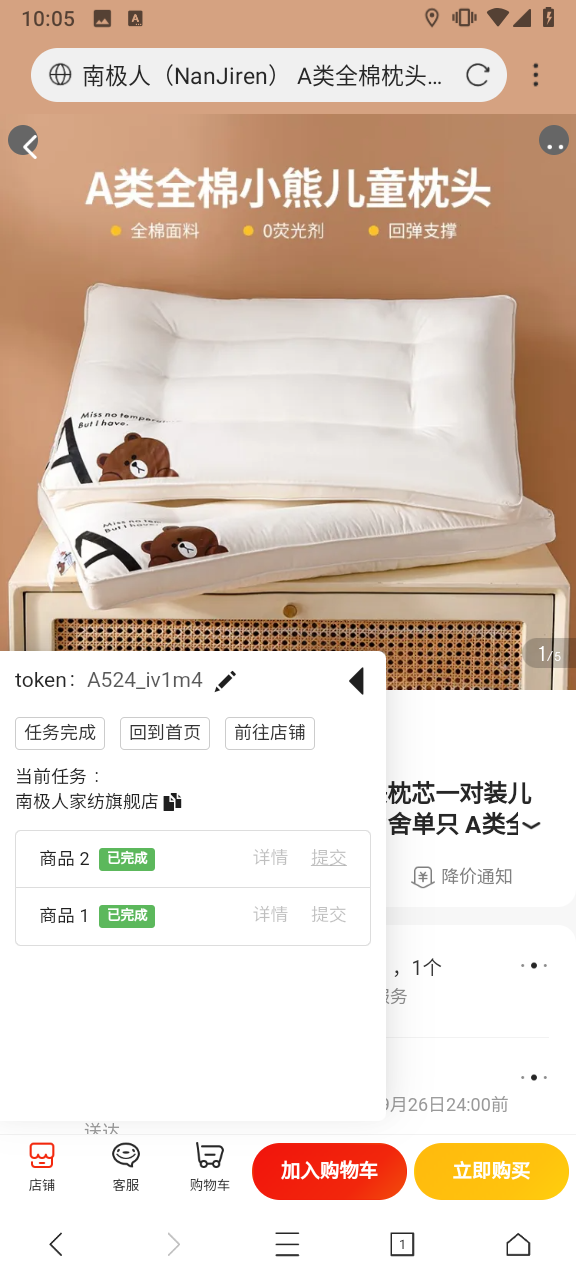 10:05
南极人（NanJiren） A类全棉枕头...
A类全棉小熊儿童枕头
全棉面料 0荧光剂 回弹支撑
Miss no temperature
But I have.
A
Miss no tem
A
1/5
token： A524_iv1m4
任务完成 回到首页 前往店铺
当前任务：
南极人家纺旗舰店
枕芯一对装儿
舍单只 A类全
降价通知
商品 2 已完成 详情 提交
商品 1 已完成 详情 提交
，1个
服务
9月26日24:00前
送达
店铺 客服 购物车 加入购物车 立即购买
1